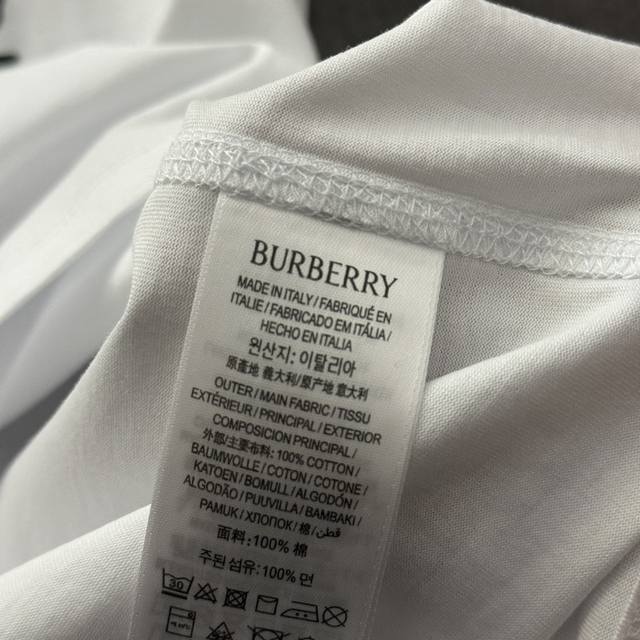 BURBERRY
MADE IN ITALY / FABRIQUÉ EN
ITALIE / FABRICADO EM ITÁLIA /
HECHO EN ITALIA
원산지: 이탈리아
原産地 義大利/原产地 意大利
OUTER / MAIN FABRIC / TISSU
EXTÉRIEUR / PRINCIPAL / EXTERIOR
COMPOSICION PRINCIPAL /
外部/主要布料: 100% COTTON /
BAUMWOLLE / COTON / COTONE /
KATOEN / BOMULL / ALGODÓN /
ALGODÃO / PUUVILLA / BAMBAKI /
PAMUK / ХЛОПОК / 棉 / قطن
面料: 100% 棉
주된 섬유: 100% 면
30